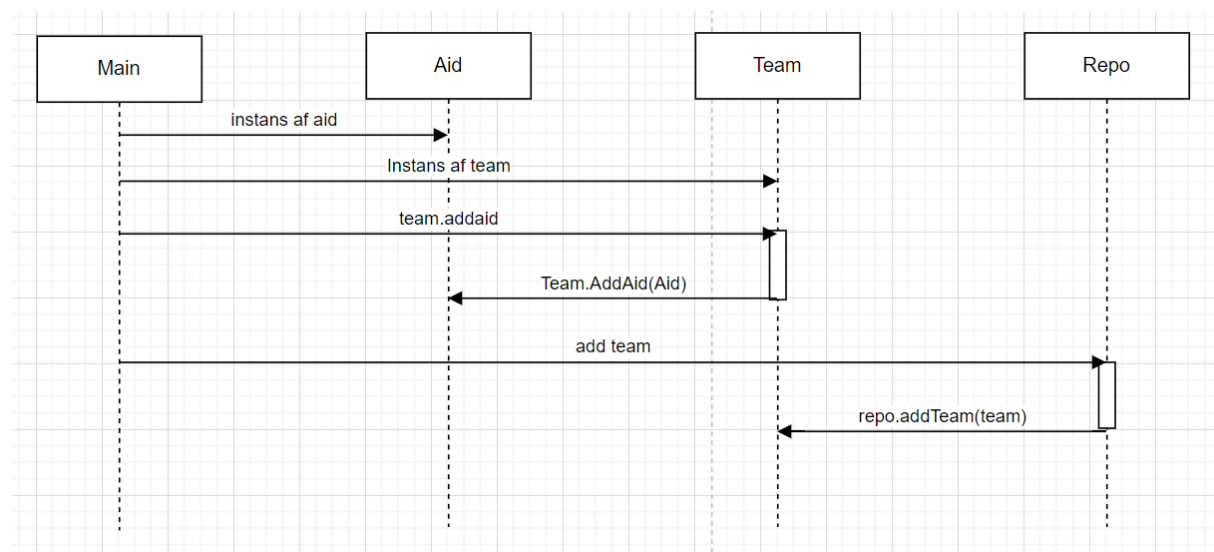 Main
Aid
Team
Repo
instans af aid
Instans af team
team.addaid
Team.AddAid(Aid)
add team
repo.addTeam(team)